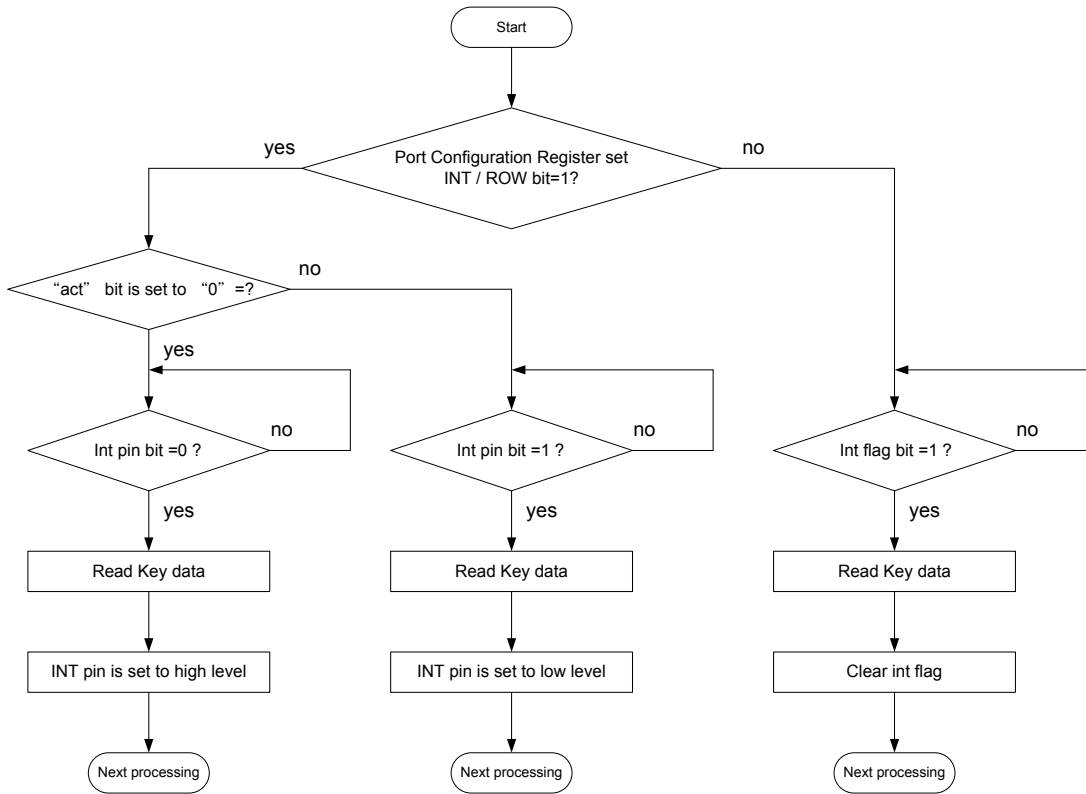 Start
Port Configuration Register set
INT / ROW bit=1?
yes
no
“act” bit is set to “0” =?
no
yes
Int pin bit =0 ?
no
Int pin bit =1 ?
no
Int flag bit =1 ?
no
yes
yes
yes
Read Key data
Read Key data
Read Key data
INT pin is set to high level
INT pin is set to low level
Clear int flag
Next processing
Next processing
Next processing